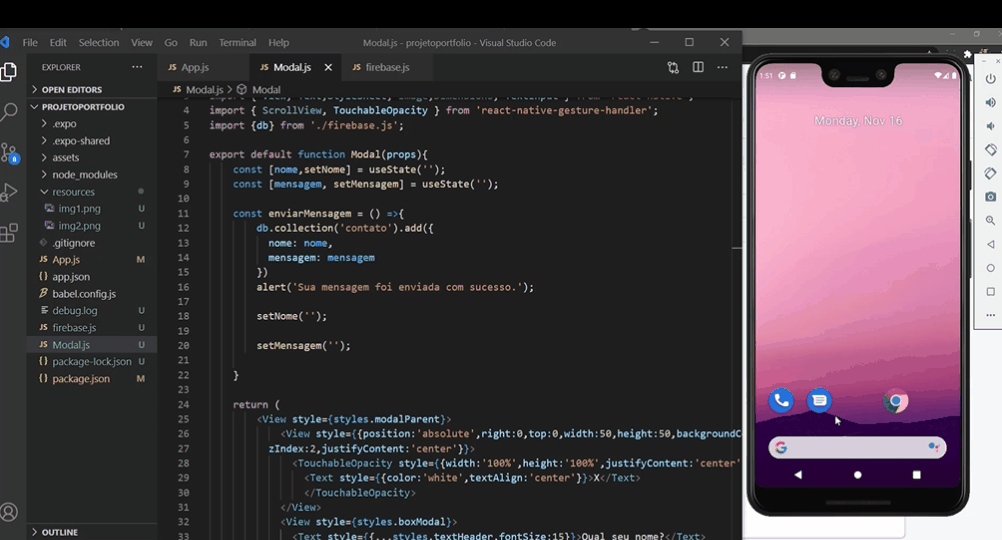 File Edit Selection View Go Run Terminal Help
Modal.js - projetoportfolio - Visual Studio Code
EXPLORER
OPEN EDITORS
PROJETOPORTFOLIO
.expo
.expo-shared
assets
node_modules
resources
img1.png U
img2.png U
.gitignore
JS App.js M
{} app.json
babel.config.js
debug.log U
JS firebase.js U
JS Modal.js U
{} package-lock.json U
{} package.json M
OUTLINE
JS App.js
JS Modal.js
JS firebase.js
JS Modal.js > Modal
4 import { ScrollView, TouchableOpacity } from 'react-native-gesture-handler';
5 import {db} from './firebase.js';
6
7 export default function Modal(props){
8 const [nome,setNome] = useState('');
9 const [mensagem, setMensagem] = useState('');
10
11 const enviarMensagem = () =>{
12 db.collection('contato').add({
13 nome: nome,
14 mensagem: mensagem
15 })
16 alert('Sua mensagem foi enviada com sucesso.');
17
18 setNome('');
19
20 setMensagem('');
21
22 }
23
24 return (
25 <View style={styles.modalParent}>
26 <View style={{position:'absolute',right:0,top:0,width:50,height:50,backgroundC
27 zIndex:2,justifyContent:'center'}}>
28 <TouchableOpacity style={{width:'100%',height:'100%',justifyContent:'center'
29 <Text style={{color:'white',textAlign:'center'}}>X</Text>
30 </TouchableOpacity>
31 </View>
32 <View style={styles.boxModal}>
33 <Text style={{...styles.textHeader,fontSize:15}}>Qual seu nome?</Text>
1:51
Monday, Nov 16
G